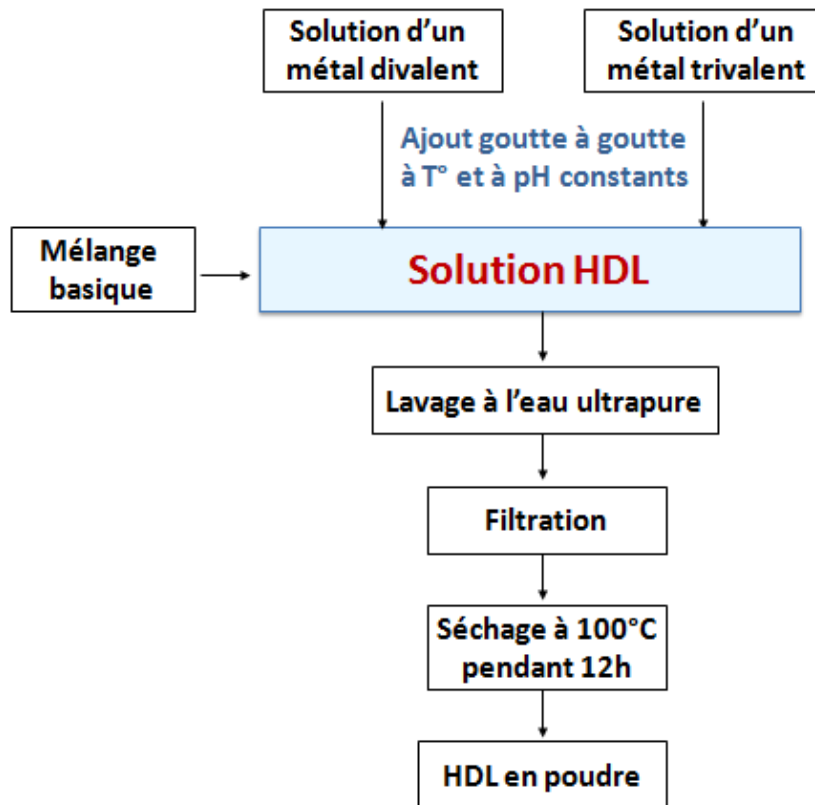 Solution d'un
métal divalent
Solution d'un
métal trivalent
Ajout goutte à goutte
à T° et à pH constants
Mélange
basique
Solution HDL
Lavage à l'eau ultrapure
Filtration
Séchage à 100°C
pendant 12h
HDL en poudre